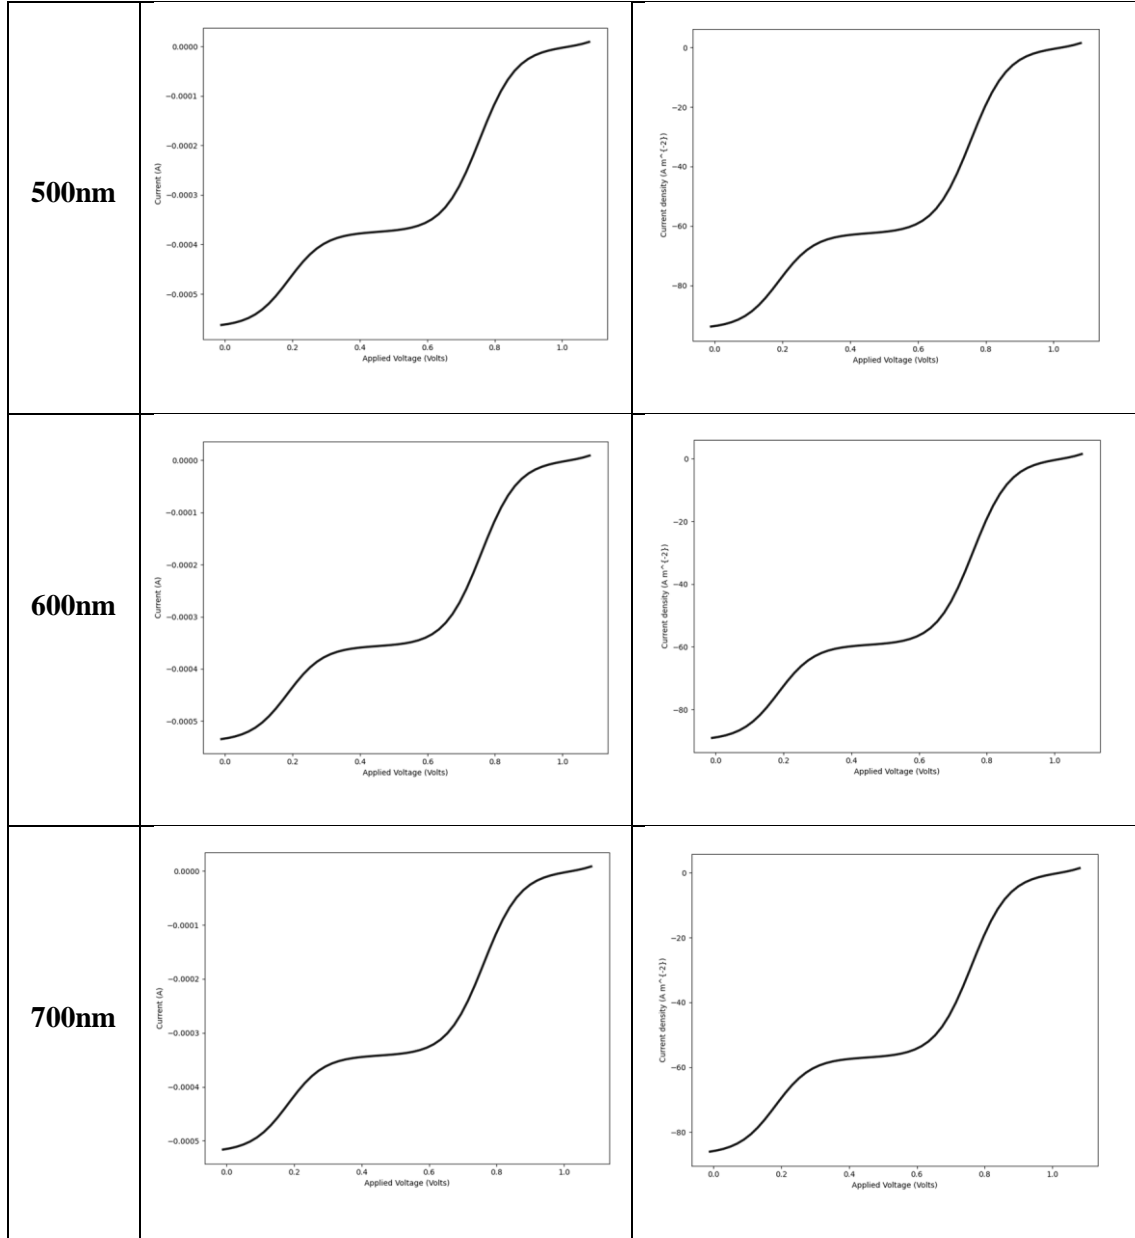 500nm
Current (A)
0.0000
−0.0001
−0.0002
−0.0003
−0.0004
−0.0005
0.0 0.2 0.4 0.6 0.8 1.0
Applied Voltage (Volts)
Current density (A m^{-2})
0
−20
−40
−60
−80
0.0 0.2 0.4 0.6 0.8 1.0
Applied Voltage (Volts)
600nm
Current (A)
0.0000
−0.0001
−0.0002
−0.0003
−0.0004
−0.0005
0.0 0.2 0.4 0.6 0.8 1.0
Applied Voltage (Volts)
Current density (A m^{-2})
0
−20
−40
−60
−80
0.0 0.2 0.4 0.6 0.8 1.0
Applied Voltage (Volts)
700nm
Current (A)
0.0000
−0.0001
−0.0002
−0.0003
−0.0004
−0.0005
0.0 0.2 0.4 0.6 0.8 1.0
Applied Voltage (Volts)
Current density (A m^{-2})
0
−20
−40
−60
−80
0.0 0.2 0.4 0.6 0.8 1.0
Applied Voltage (Volts)